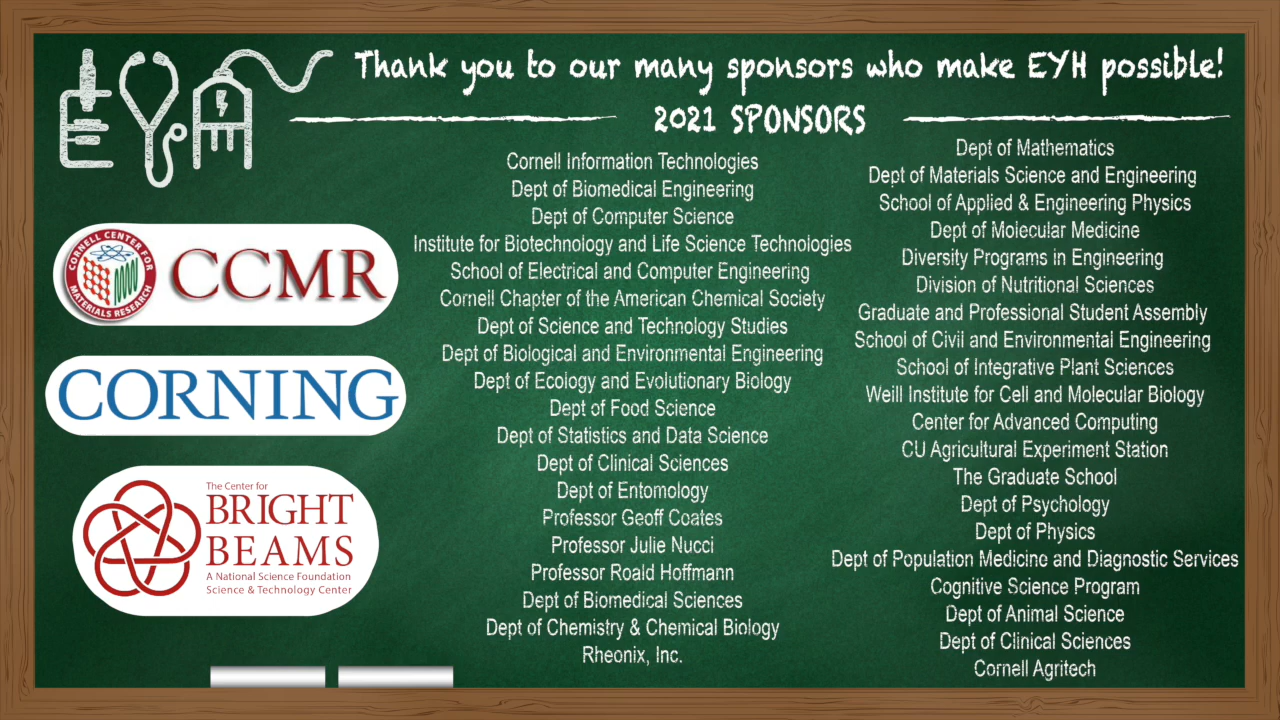 EYH
Thank you to our many sponsors who make EYH possible!
2021 SPONSORS
CORNELL CENTER FOR
MATERIALS RESEARCH
CCMR
CORNING
The Center for
BRIGHT
BEAMS
A National Science Foundation
Science & Technology Center
Cornell Information Technologies
Dept of Biomedical Engineering
Dept of Computer Science
Institute for Biotechnology and Life Science Technologies
School of Electrical and Computer Engineering
Cornell Chapter of the American Chemical Society
Dept of Science and Technology Studies
Dept of Biological and Environmental Engineering
Dept of Ecology and Evolutionary Biology
Dept of Food Science
Dept of Statistics and Data Science
Dept of Clinical Sciences
Dept of Entomology
Professor Geoff Coates
Professor Julie Nucci
Professor Roald Hoffmann
Dept of Biomedical Sciences
Dept of Chemistry & Chemical Biology
Rheonix, Inc.
Dept of Mathematics
Dept of Materials Science and Engineering
School of Applied & Engineering Physics
Dept of Molecular Medicine
Diversity Programs in Engineering
Division of Nutritional Sciences
Graduate and Professional Student Assembly
School of Civil and Environmental Engineering
School of Integrative Plant Sciences
Weill Institute for Cell and Molecular Biology
Center for Advanced Computing
CU Agricultural Experiment Station
The Graduate School
Dept of Psychology
Dept of Physics
Dept of Population Medicine and Diagnostic Services
Cognitive Science Program
Dept of Animal Science
Dept of Clinical Sciences
Cornell Agritech